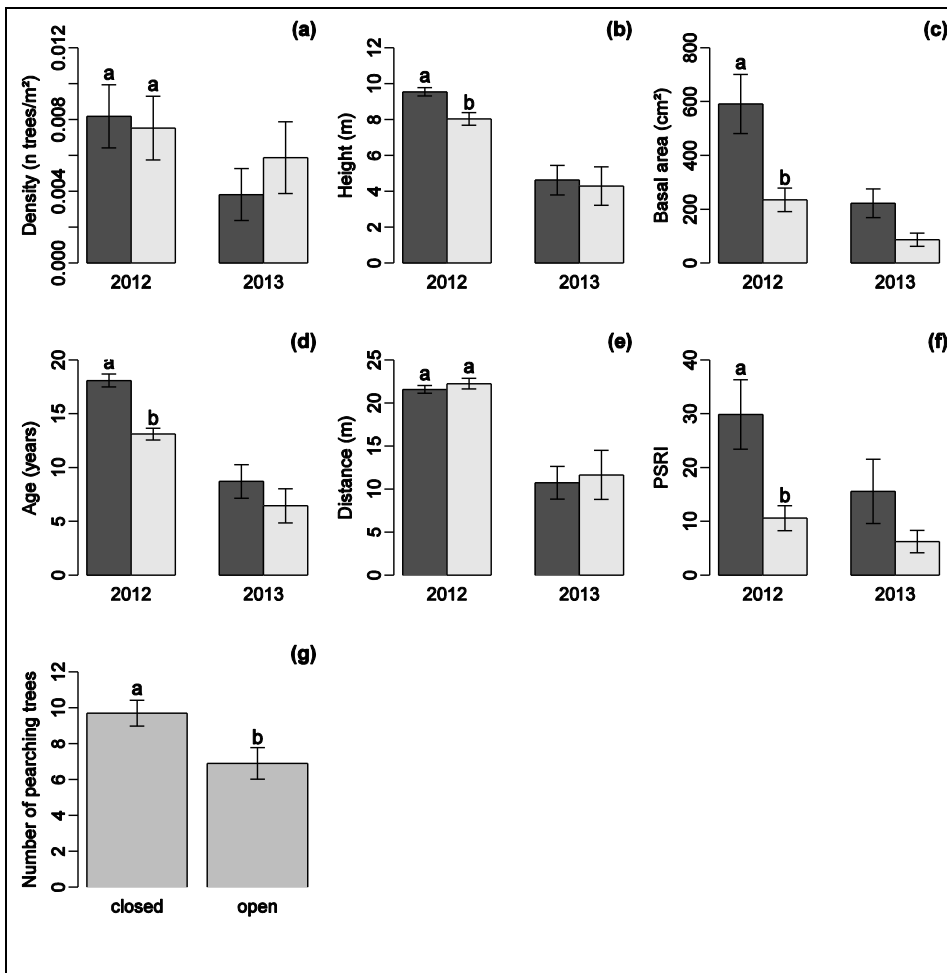 (a)
Density (n trees/m²)
0.000 0.004 0.008 0.012
a a
2012 2013
(b)
Height (m)
0 2 4 6 8 10 12
a
b
2012 2013
(c)
Basal area (cm²)
0 200 400 600 800
a
b
2012 2013
(d)
Age (years)
0 5 10 15 20
a
b
2012 2013
(e)
Distance (m)
0 5 10 15 20 25
a a
2012 2013
(f)
PSRI
0 10 20 30 40
a
b
2012 2013
(g)
Number of pearching trees
0 2 4 6 8 10 12
a
b
closed open